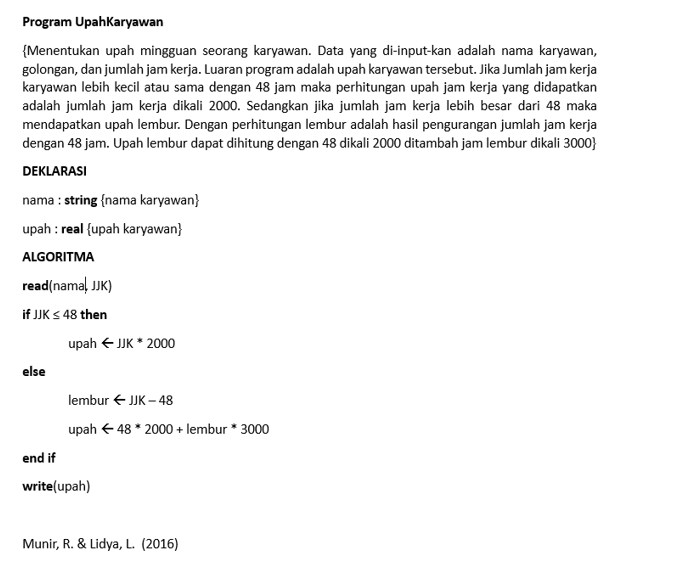 Program UpahKaryawan
{Menentukan upah mingguan seorang karyawan. Data yang di-input-kan adalah nama karyawan,
golongan, dan jumlah jam kerja. Luaran program adalah upah karyawan tersebut. Jika Jumlah jam kerja
karyawan lebih kecil atau sama dengan 48 jam maka perhitungan upah jam kerja yang didapatkan
adalah jumlah jam kerja dikali 2000. Sedangkan jika jumlah jam kerja lebih besar dari 48 maka
mendapatkan upah lembur. Dengan perhitungan lembur adalah hasil pengurangan jumlah jam kerja
dengan 48 jam. Upah lembur dapat dihitung dengan 48 dikali 2000 ditambah jam lembur dikali 3000}
DEKLARASI
nama : string {nama karyawan}
upah : real {upah karyawan}
ALGORITMA
read(nama, JJK)
if JJK ≤ 48 then
upah ← JJK * 2000
else
lembur ← JJK – 48
upah ← 48 * 2000 + lembur * 3000
end if
write(upah)
Munir, R. & Lidya, L. (2016)